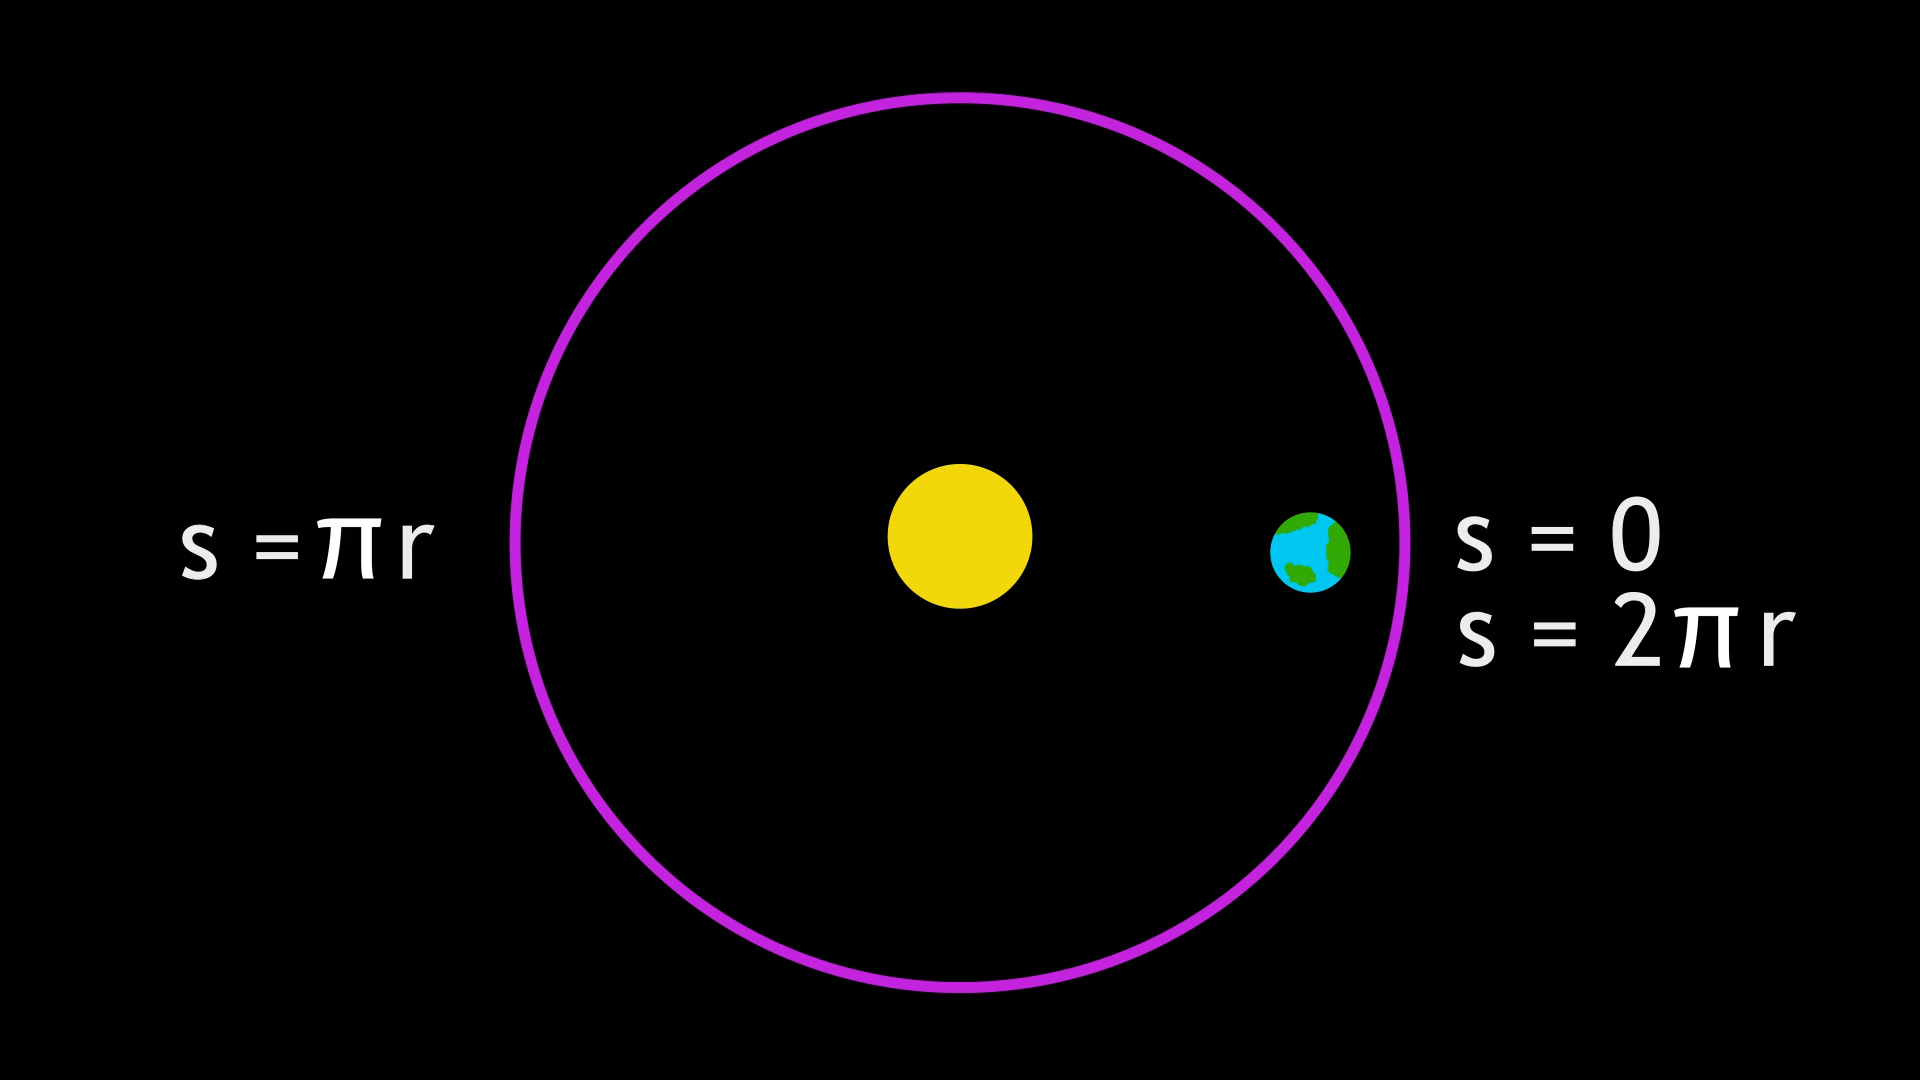 s = π r
s = 0
s = 2π r